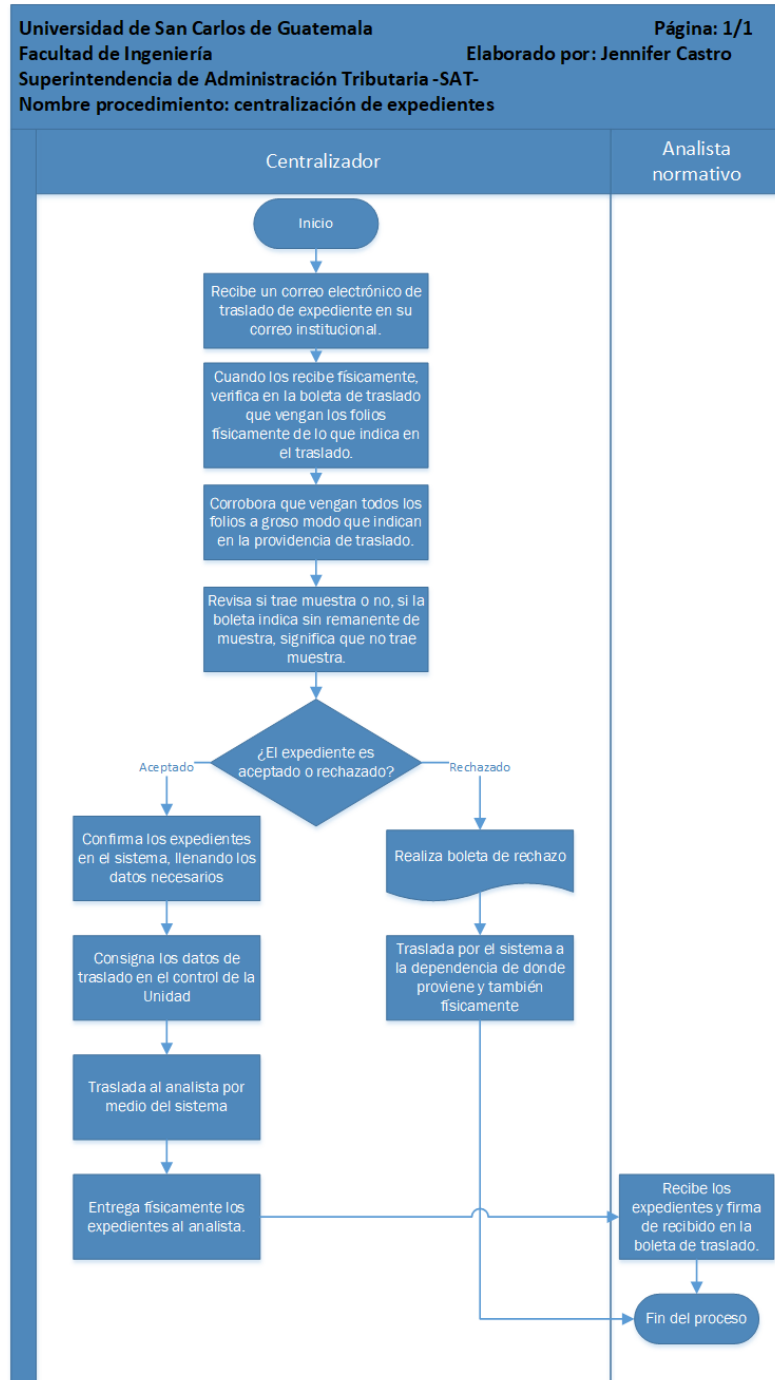 Universidad de San Carlos de Guatemala Página: 1/1
Facultad de Ingeniería Elaborado por: Jennifer Castro
Superintendencia de Administración Tributaria -SAT-
Nombre procedimiento: centralización de expedientes
Centralizador
Analista
normativo
Inicio
Recibe un correo electrónico de
traslado de expediente en su
correo institucional.
Cuando los recibe físicamente,
verifica en la boleta de traslado
que vengan los folios
físicamente de lo que indica en
el traslado.
Corrobora que vengan todos los
folios a groso modo que indican
en la providencia de traslado.
Revisa si trae muestra o no, si la
boleta indica sin remanente de
muestra, significa que no trae
muestra.
¿El expediente es
aceptado o rechazado?
Aceptado
Rechazado
Confirma los expedientes
en el sistema, llenando los
datos necesarios
Realiza boleta de rechazo
Consigna los datos de
traslado en el control de la
Unidad
Traslada por el sistema a
la dependencia de donde
proviene y también
físicamente
Traslada al analista por
medio del sistema
Entrega físicamente los
expedientes al analista.
Recibe los
expedientes y firma
de recibido en la
boleta de traslado.
Fin del proceso